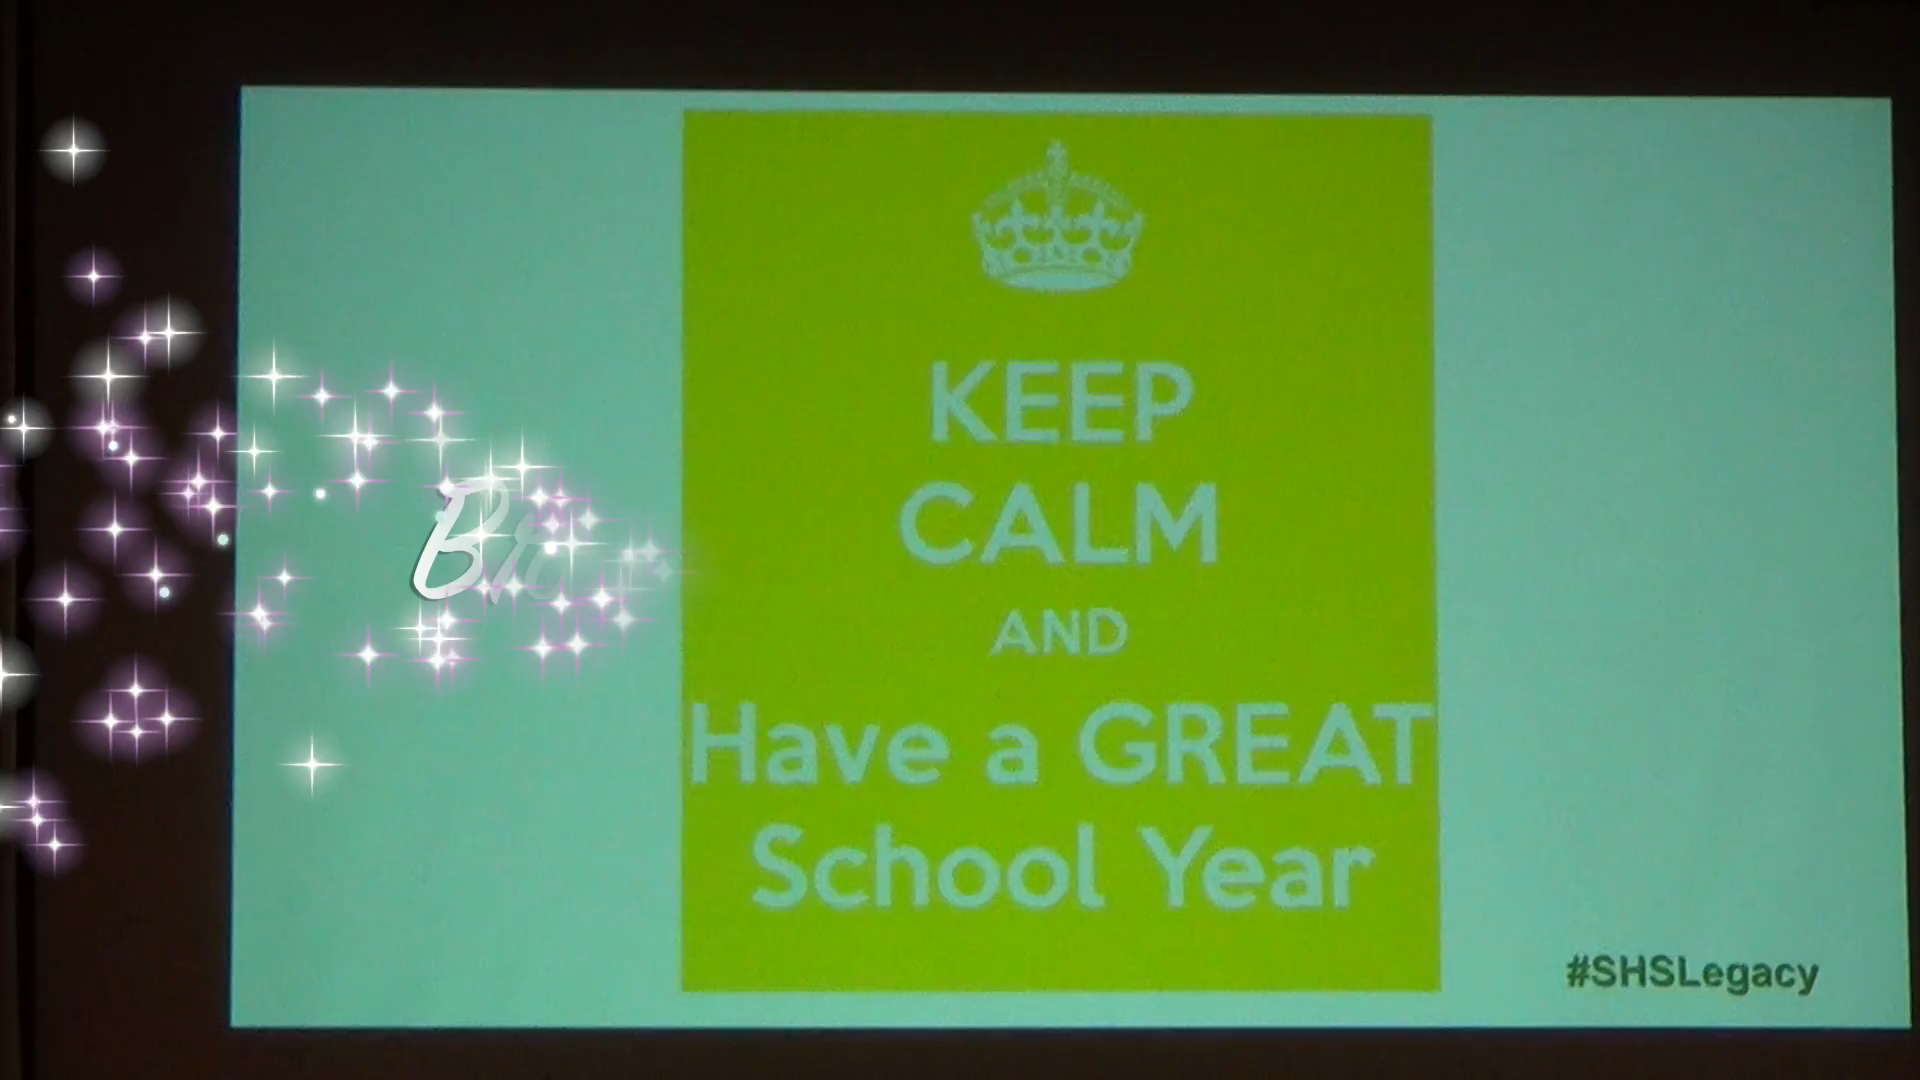 KEEP
CALM
AND
Have a GREAT
School Year
#SHSLegacy